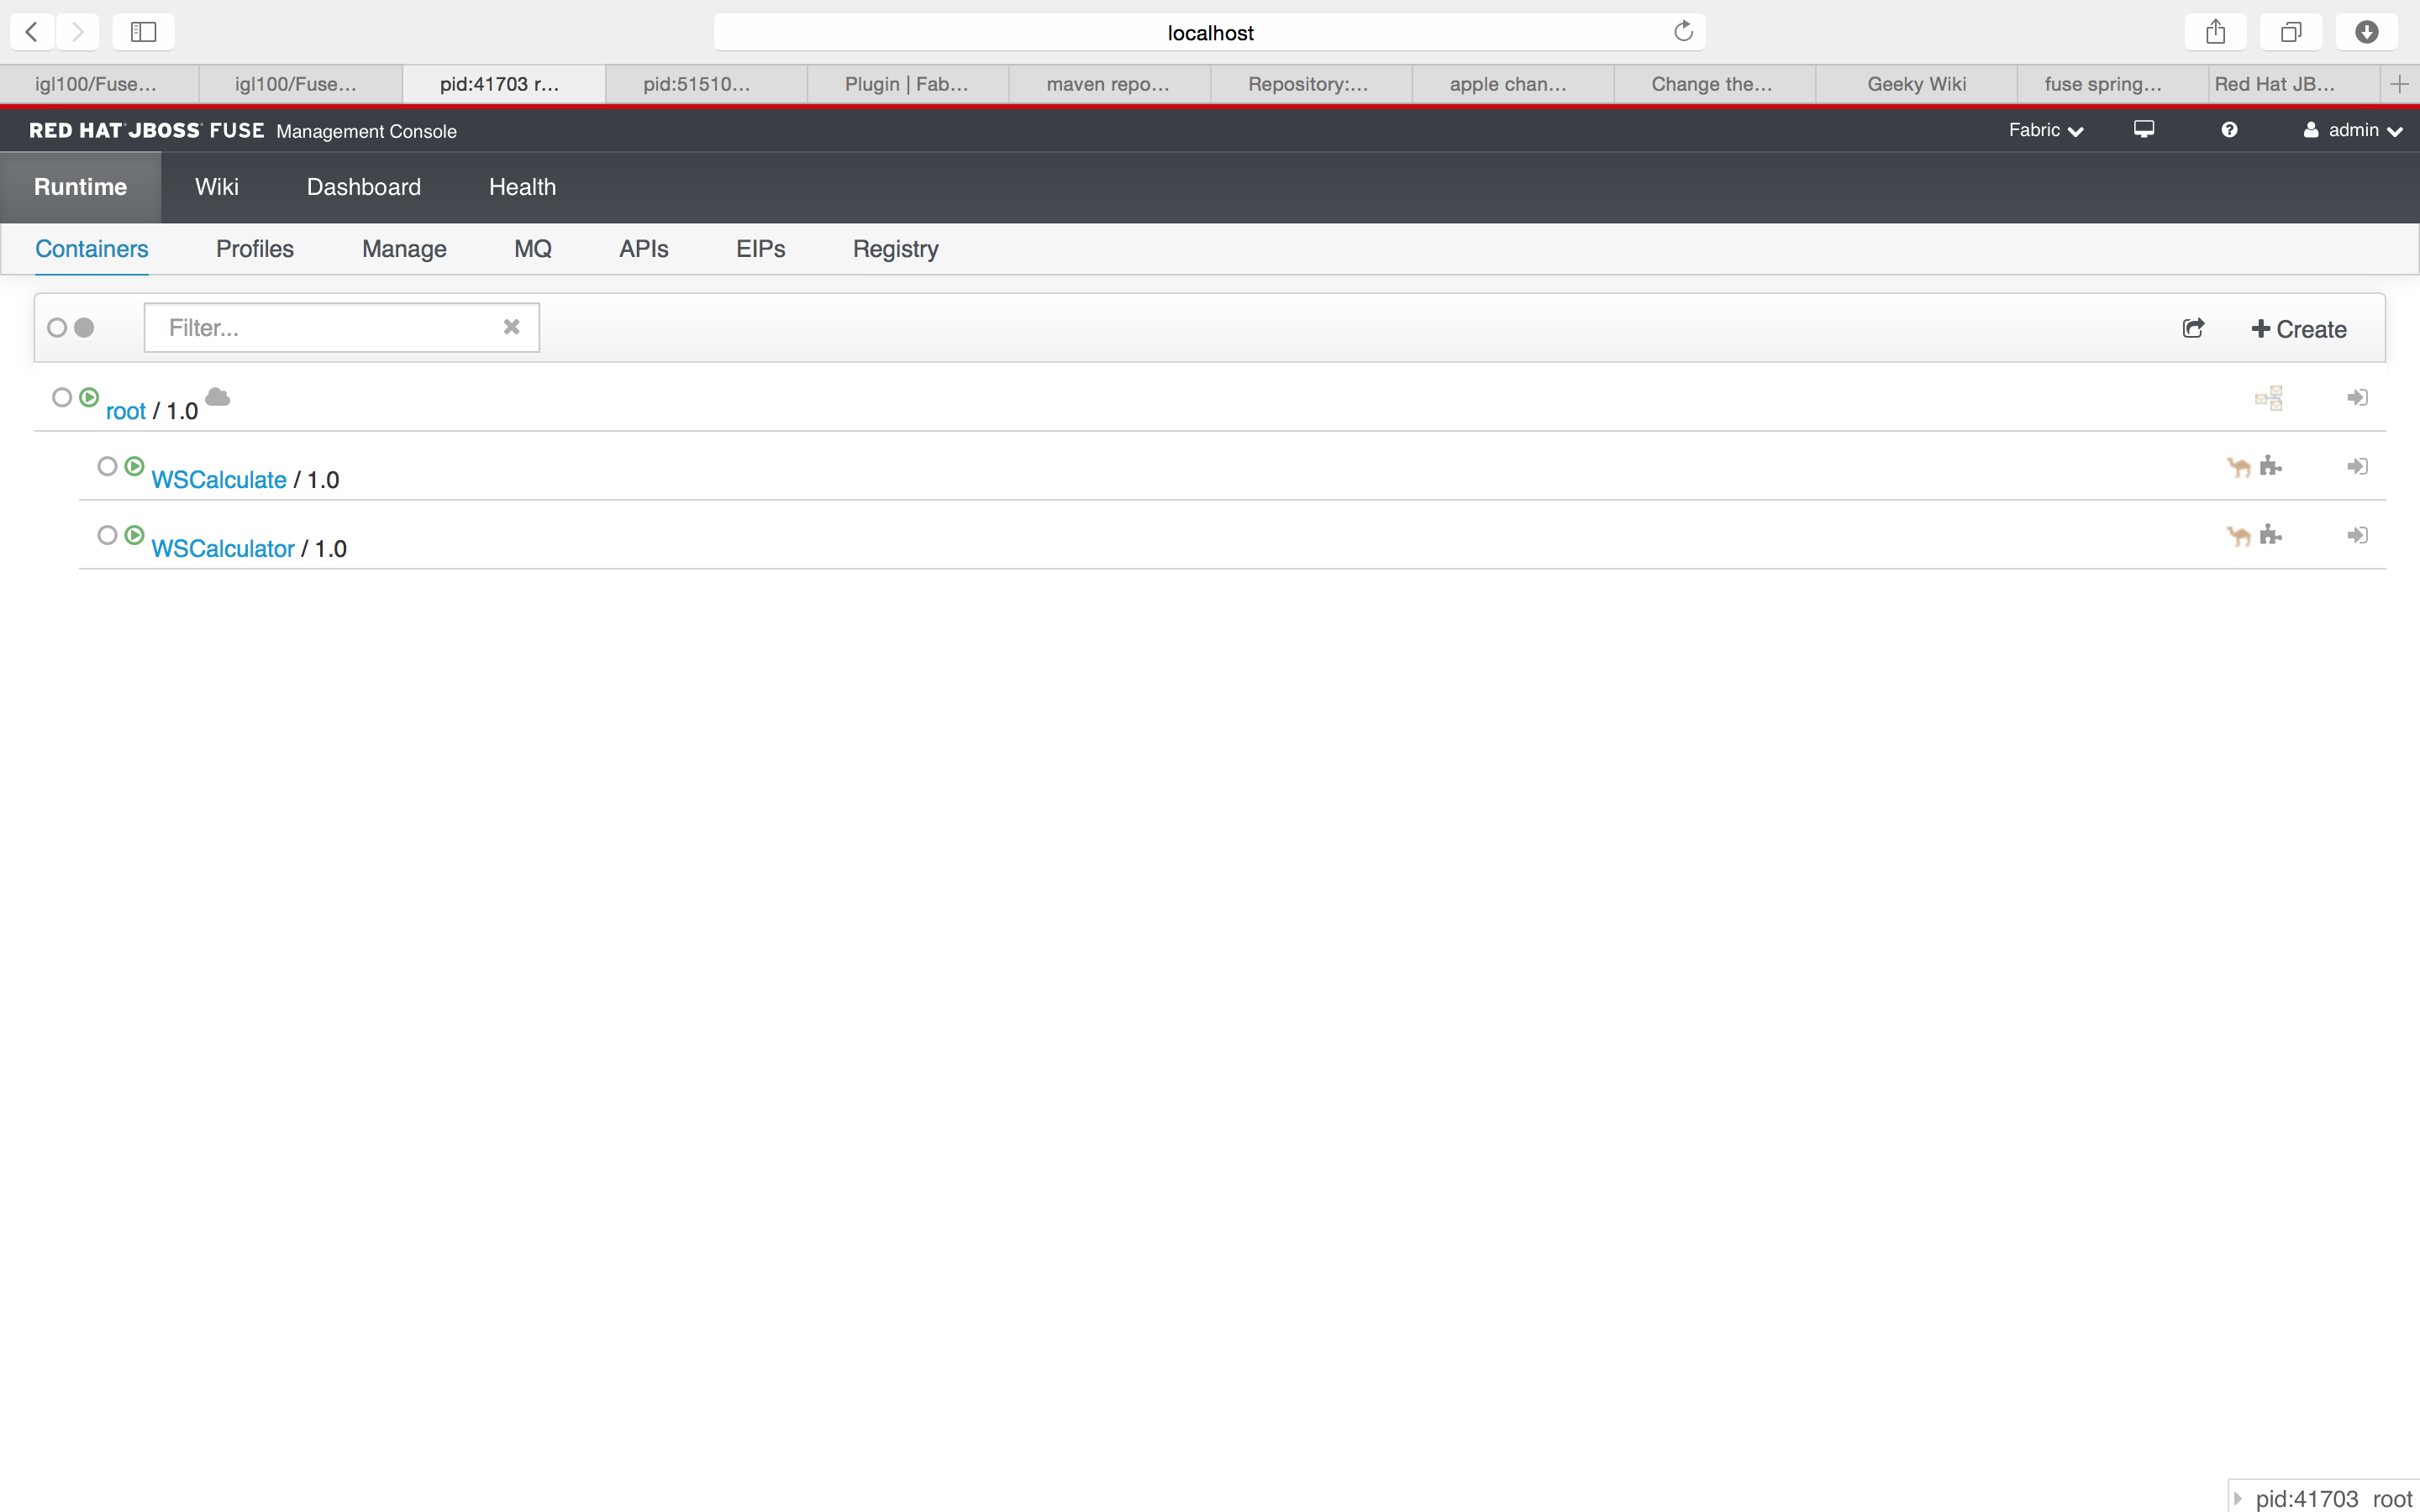 localhost
igl100/Fuse...
igl100/Fuse...
pid:41703 r...
pid:51510...
Plugin | Fab...
maven repo...
Repository:...
apple chan...
Change the...
Geeky Wiki
fuse spring...
Red Hat JB...
RED HAT JBOSS FUSE Management Console
Fabric
admin
Runtime
Wiki
Dashboard
Health
Containers
Profiles
Manage
MQ
APIs
EIPs
Registry
Filter...
Create
root / 1.0
WSCalculate / 1.0
WSCalculator / 1.0
pid:41703 root